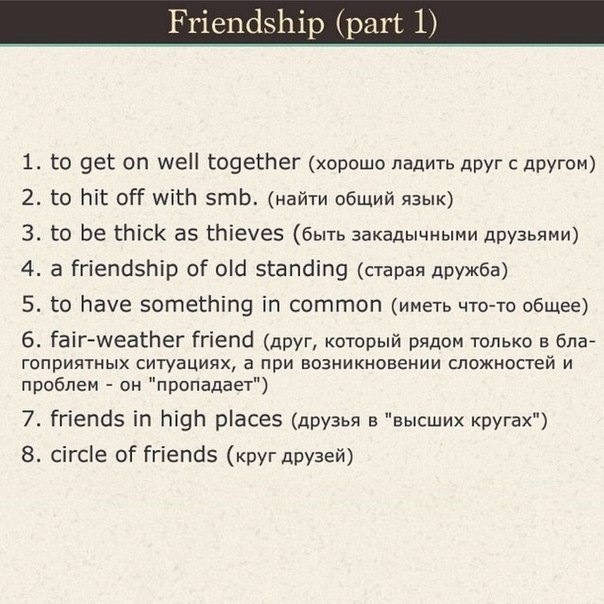 Friendship (part 1)
1. to get on well together (хорошо ладить друг с другом)
2. to hit off with smb. (найти общий язык)
3. to be thick as thieves (быть закадычными друзьями)
4. a friendship of old standing (старая дружба)
5. to have something in common (иметь что-то общее)
6. fair-weather friend (друг, который рядом только в бла-
гоприятных ситуациях, а при возникновении сложностей и
проблем - он "пропадает")
7. friends in high places (друзья в "высших кругах")
8. circle of friends (круг друзей)